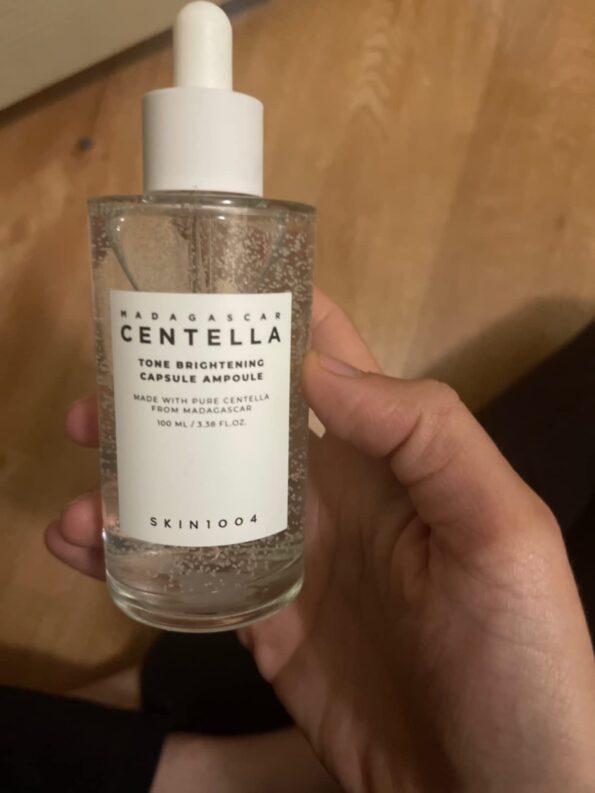 MADAGASCAR
CENTELLA
TONE BRIGHTENING
CAPSULE AMPOULE
MADE WITH PURE CENTELLA
FROM MADAGASCAR
100 ML / 3.38 FL.OZ.
SKIN1004